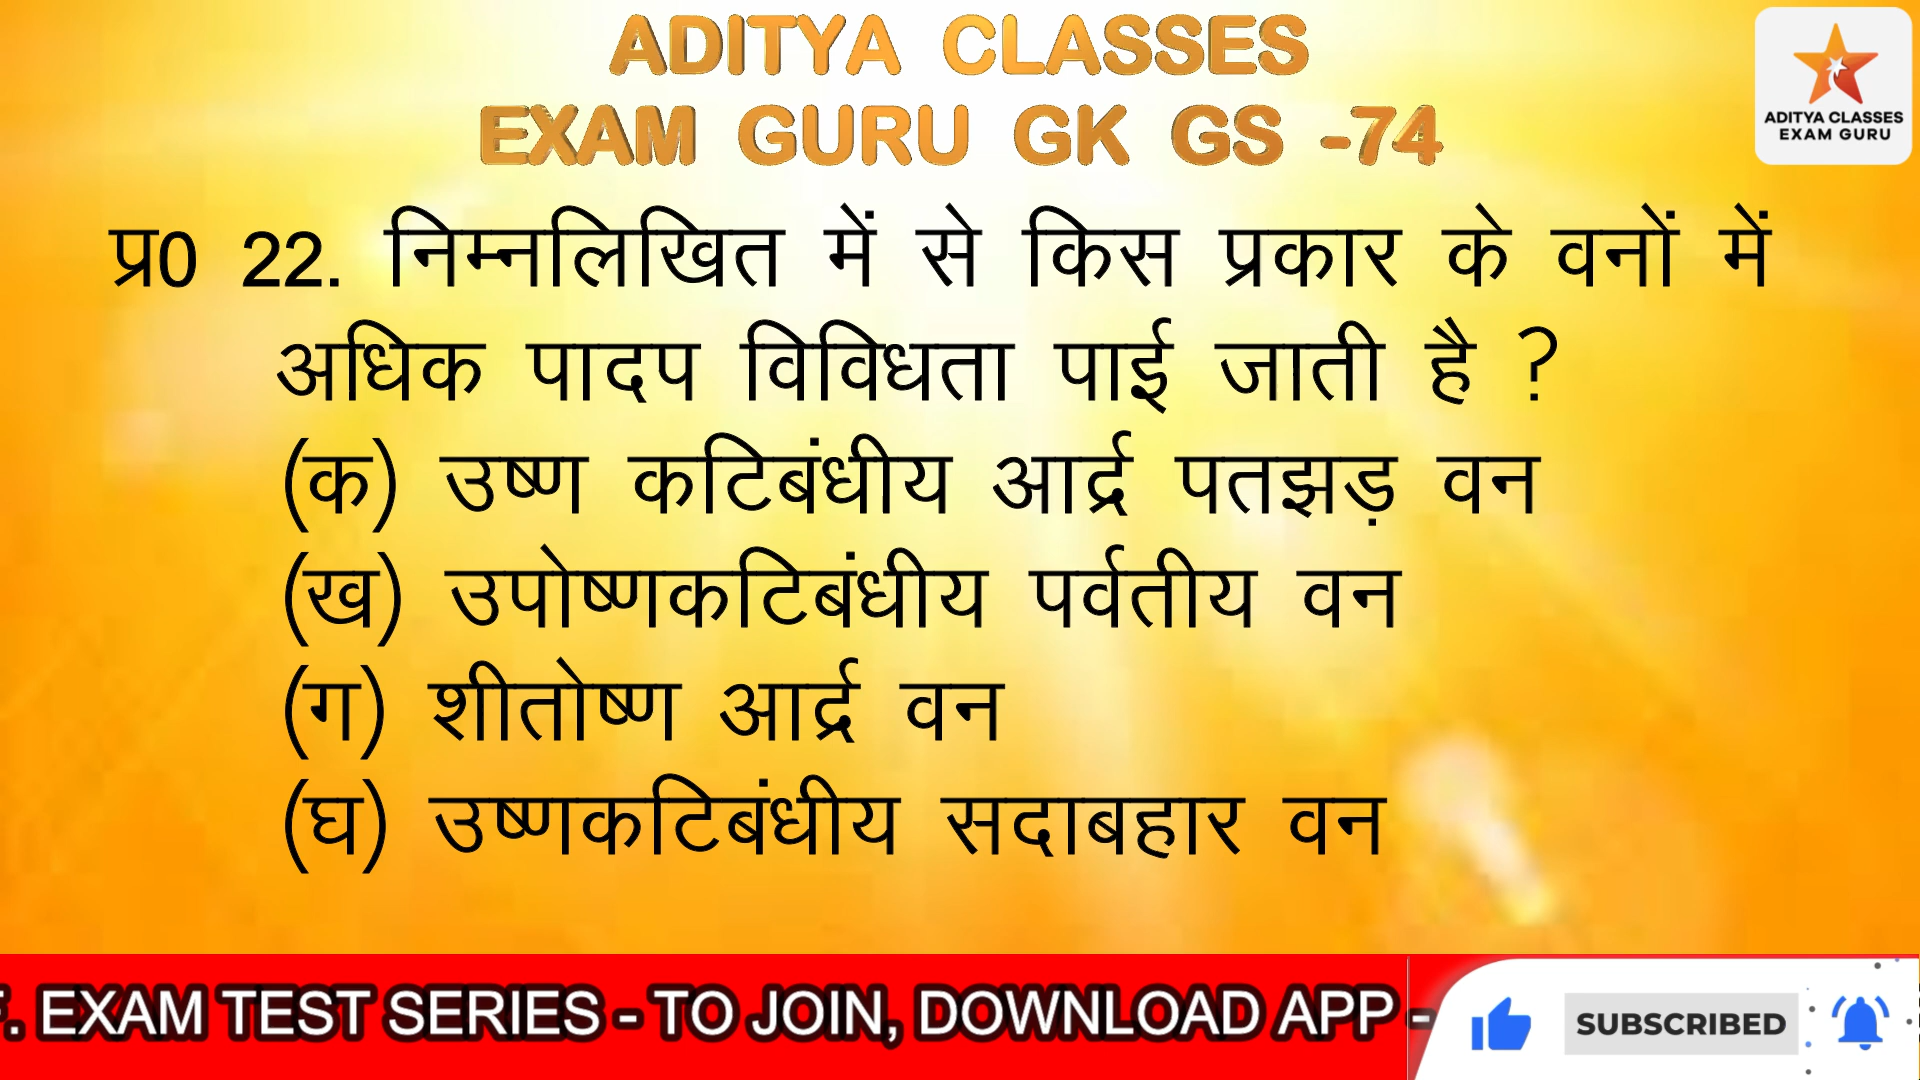 ADITYA CLASSES
EXAM GURU GK GS -74
ADITYA CLASSES
EXAM GURU
प्र0 22. निम्नलिखित में से किस प्रकार के वनों में
अधिक पादप विविधता पाई जाती है ?
(क) उष्ण कटिबंधीय आर्द्र पतझड़ वन
(ख) उपोष्णकटिबंधीय पर्वतीय वन
(ग) शीतोष्ण आर्द्र वन
(घ) उष्णकटिबंधीय सदाबहार वन
. EXAM TEST SERIES - TO JOIN, DOWNLOAD APP -
SUBSCRIBED